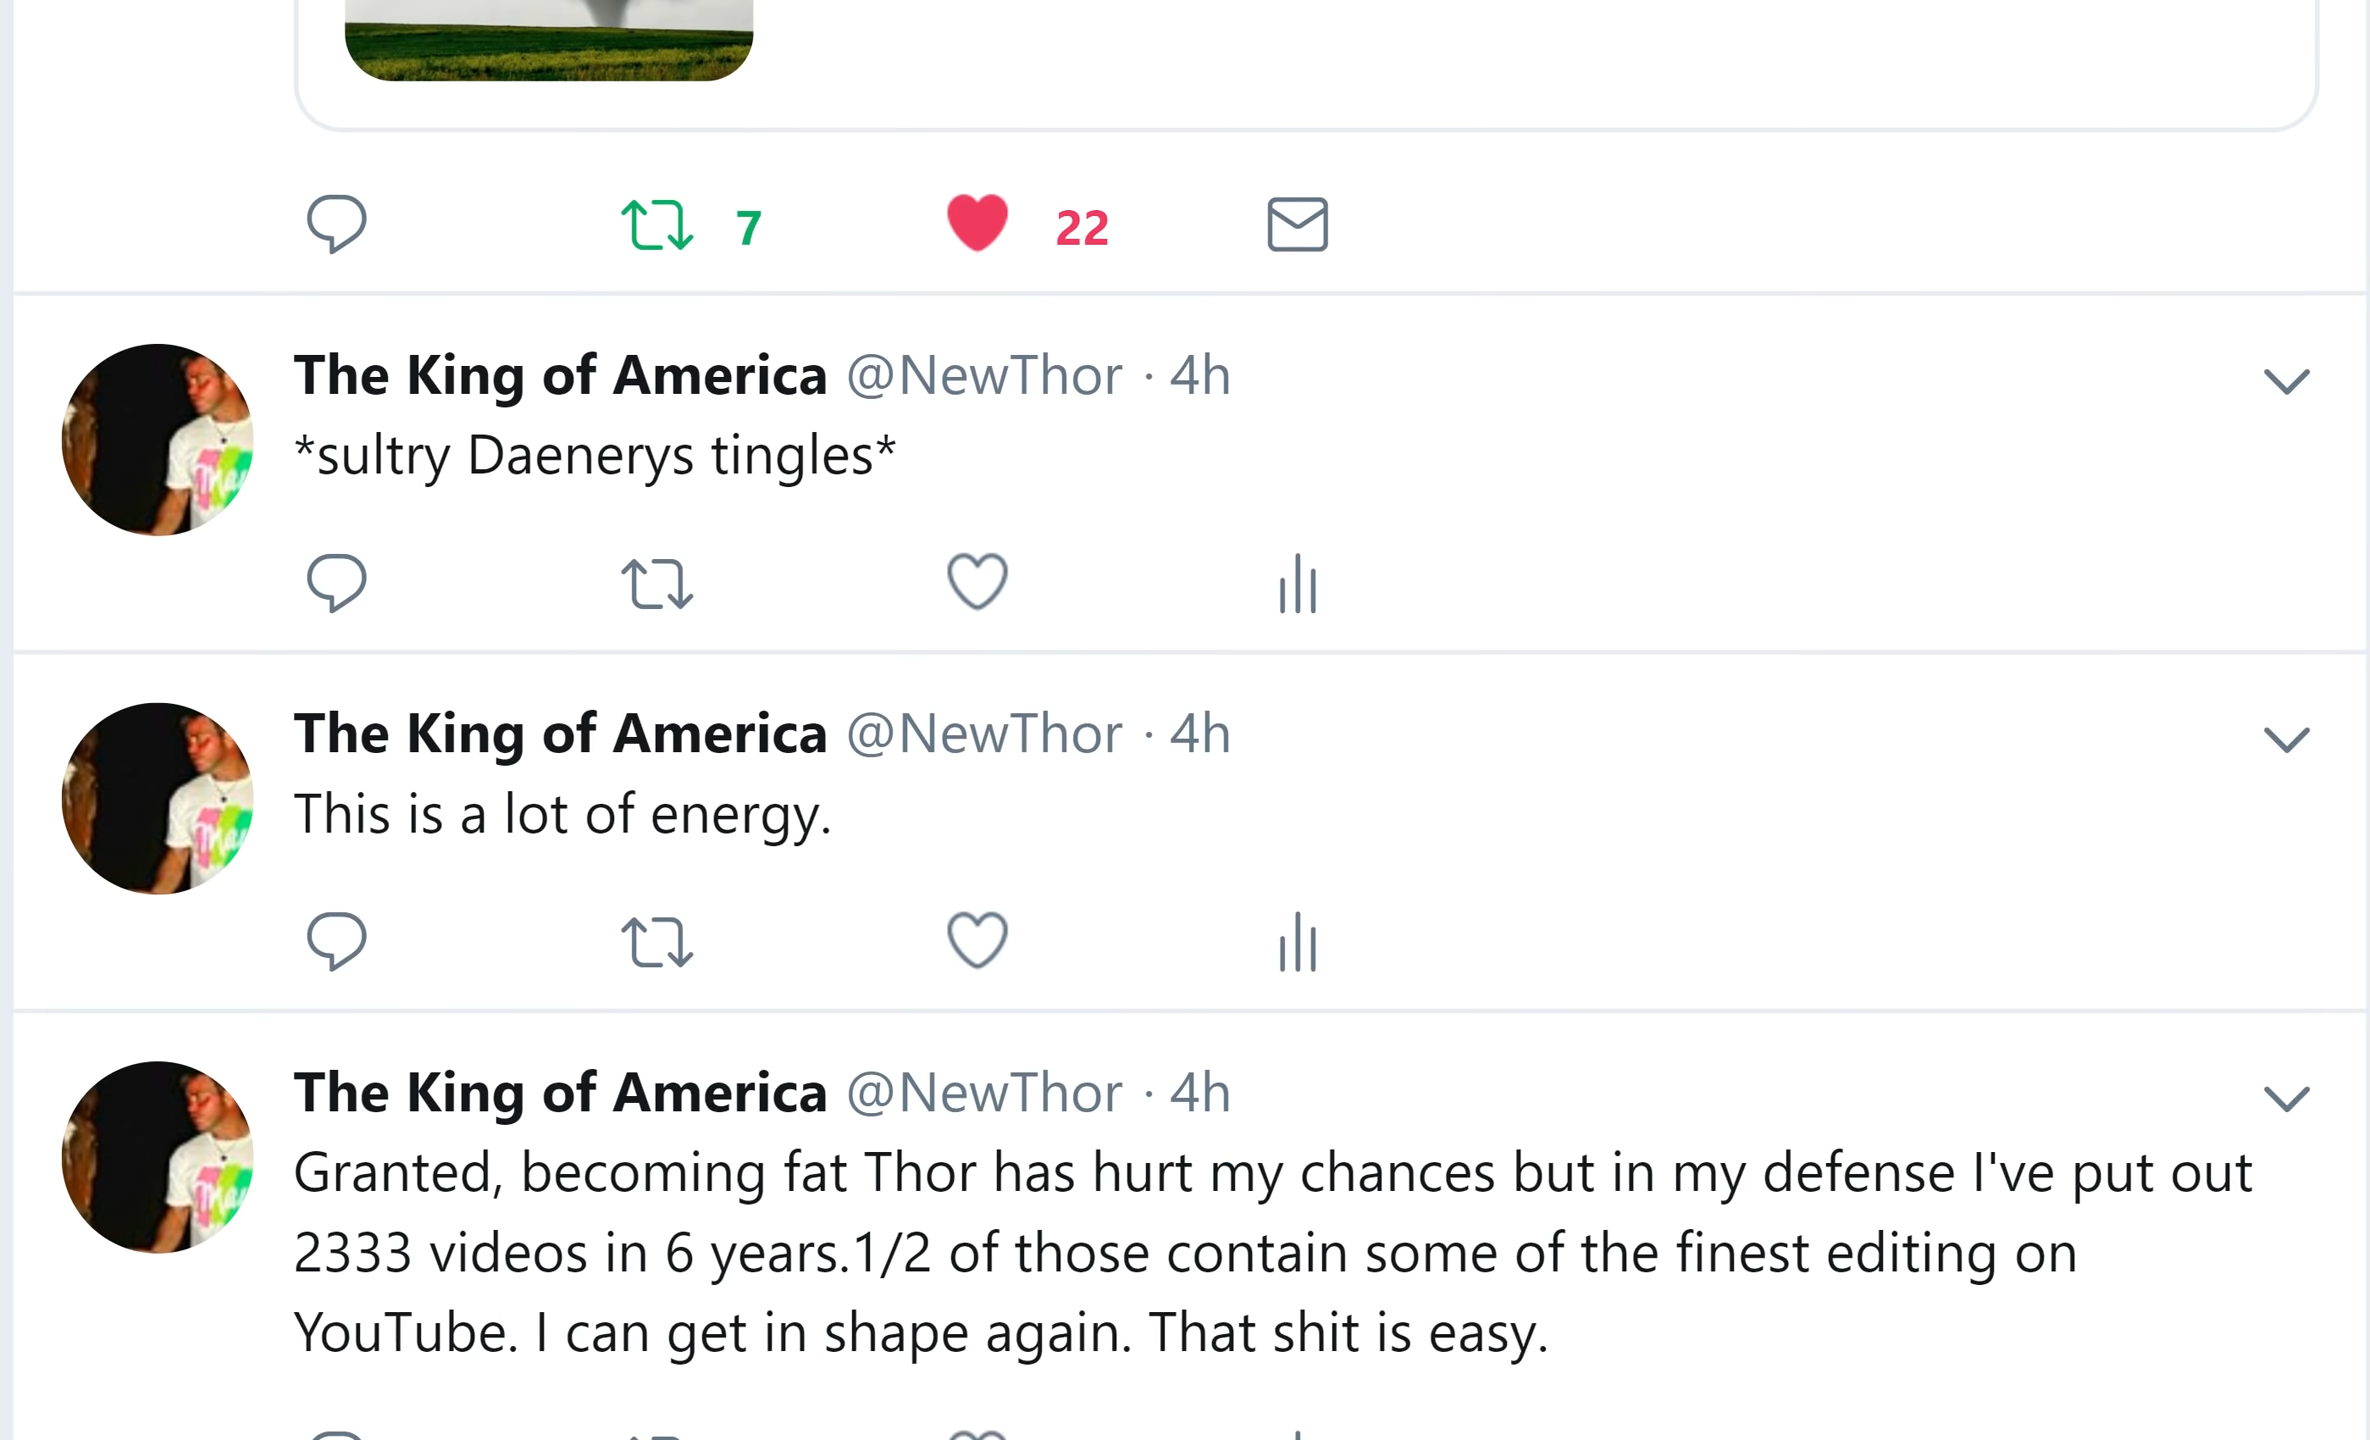 7 22
The King of America @NewThor · 4h
*sultry Daenerys tingles*
The King of America @NewThor · 4h
This is a lot of energy.
The King of America @NewThor · 4h
Granted, becoming fat Thor has hurt my chances but in my defense I've put out
2333 videos in 6 years.1/2 of those contain some of the finest editing on
YouTube. I can get in shape again. That shit is easy.